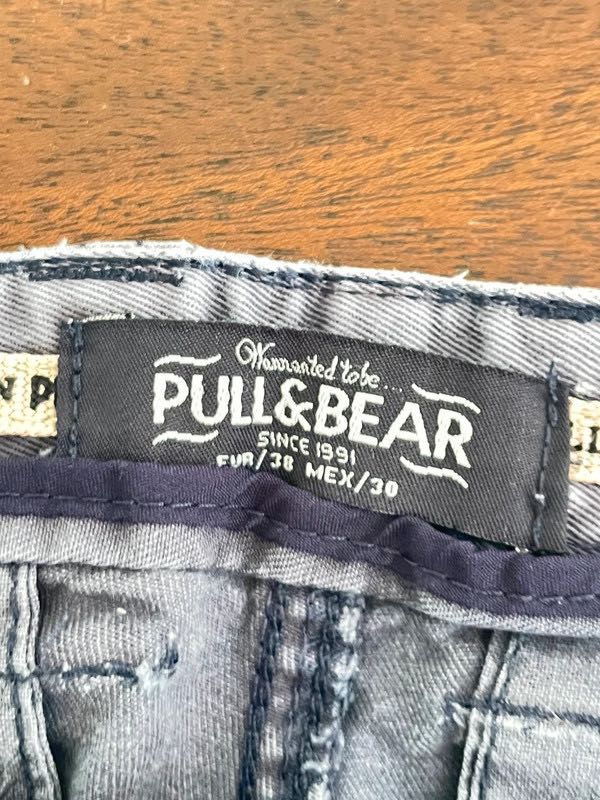 Warranted to be....
PULL&BEAR
SINCE 1991
EUR/38 MEX/30